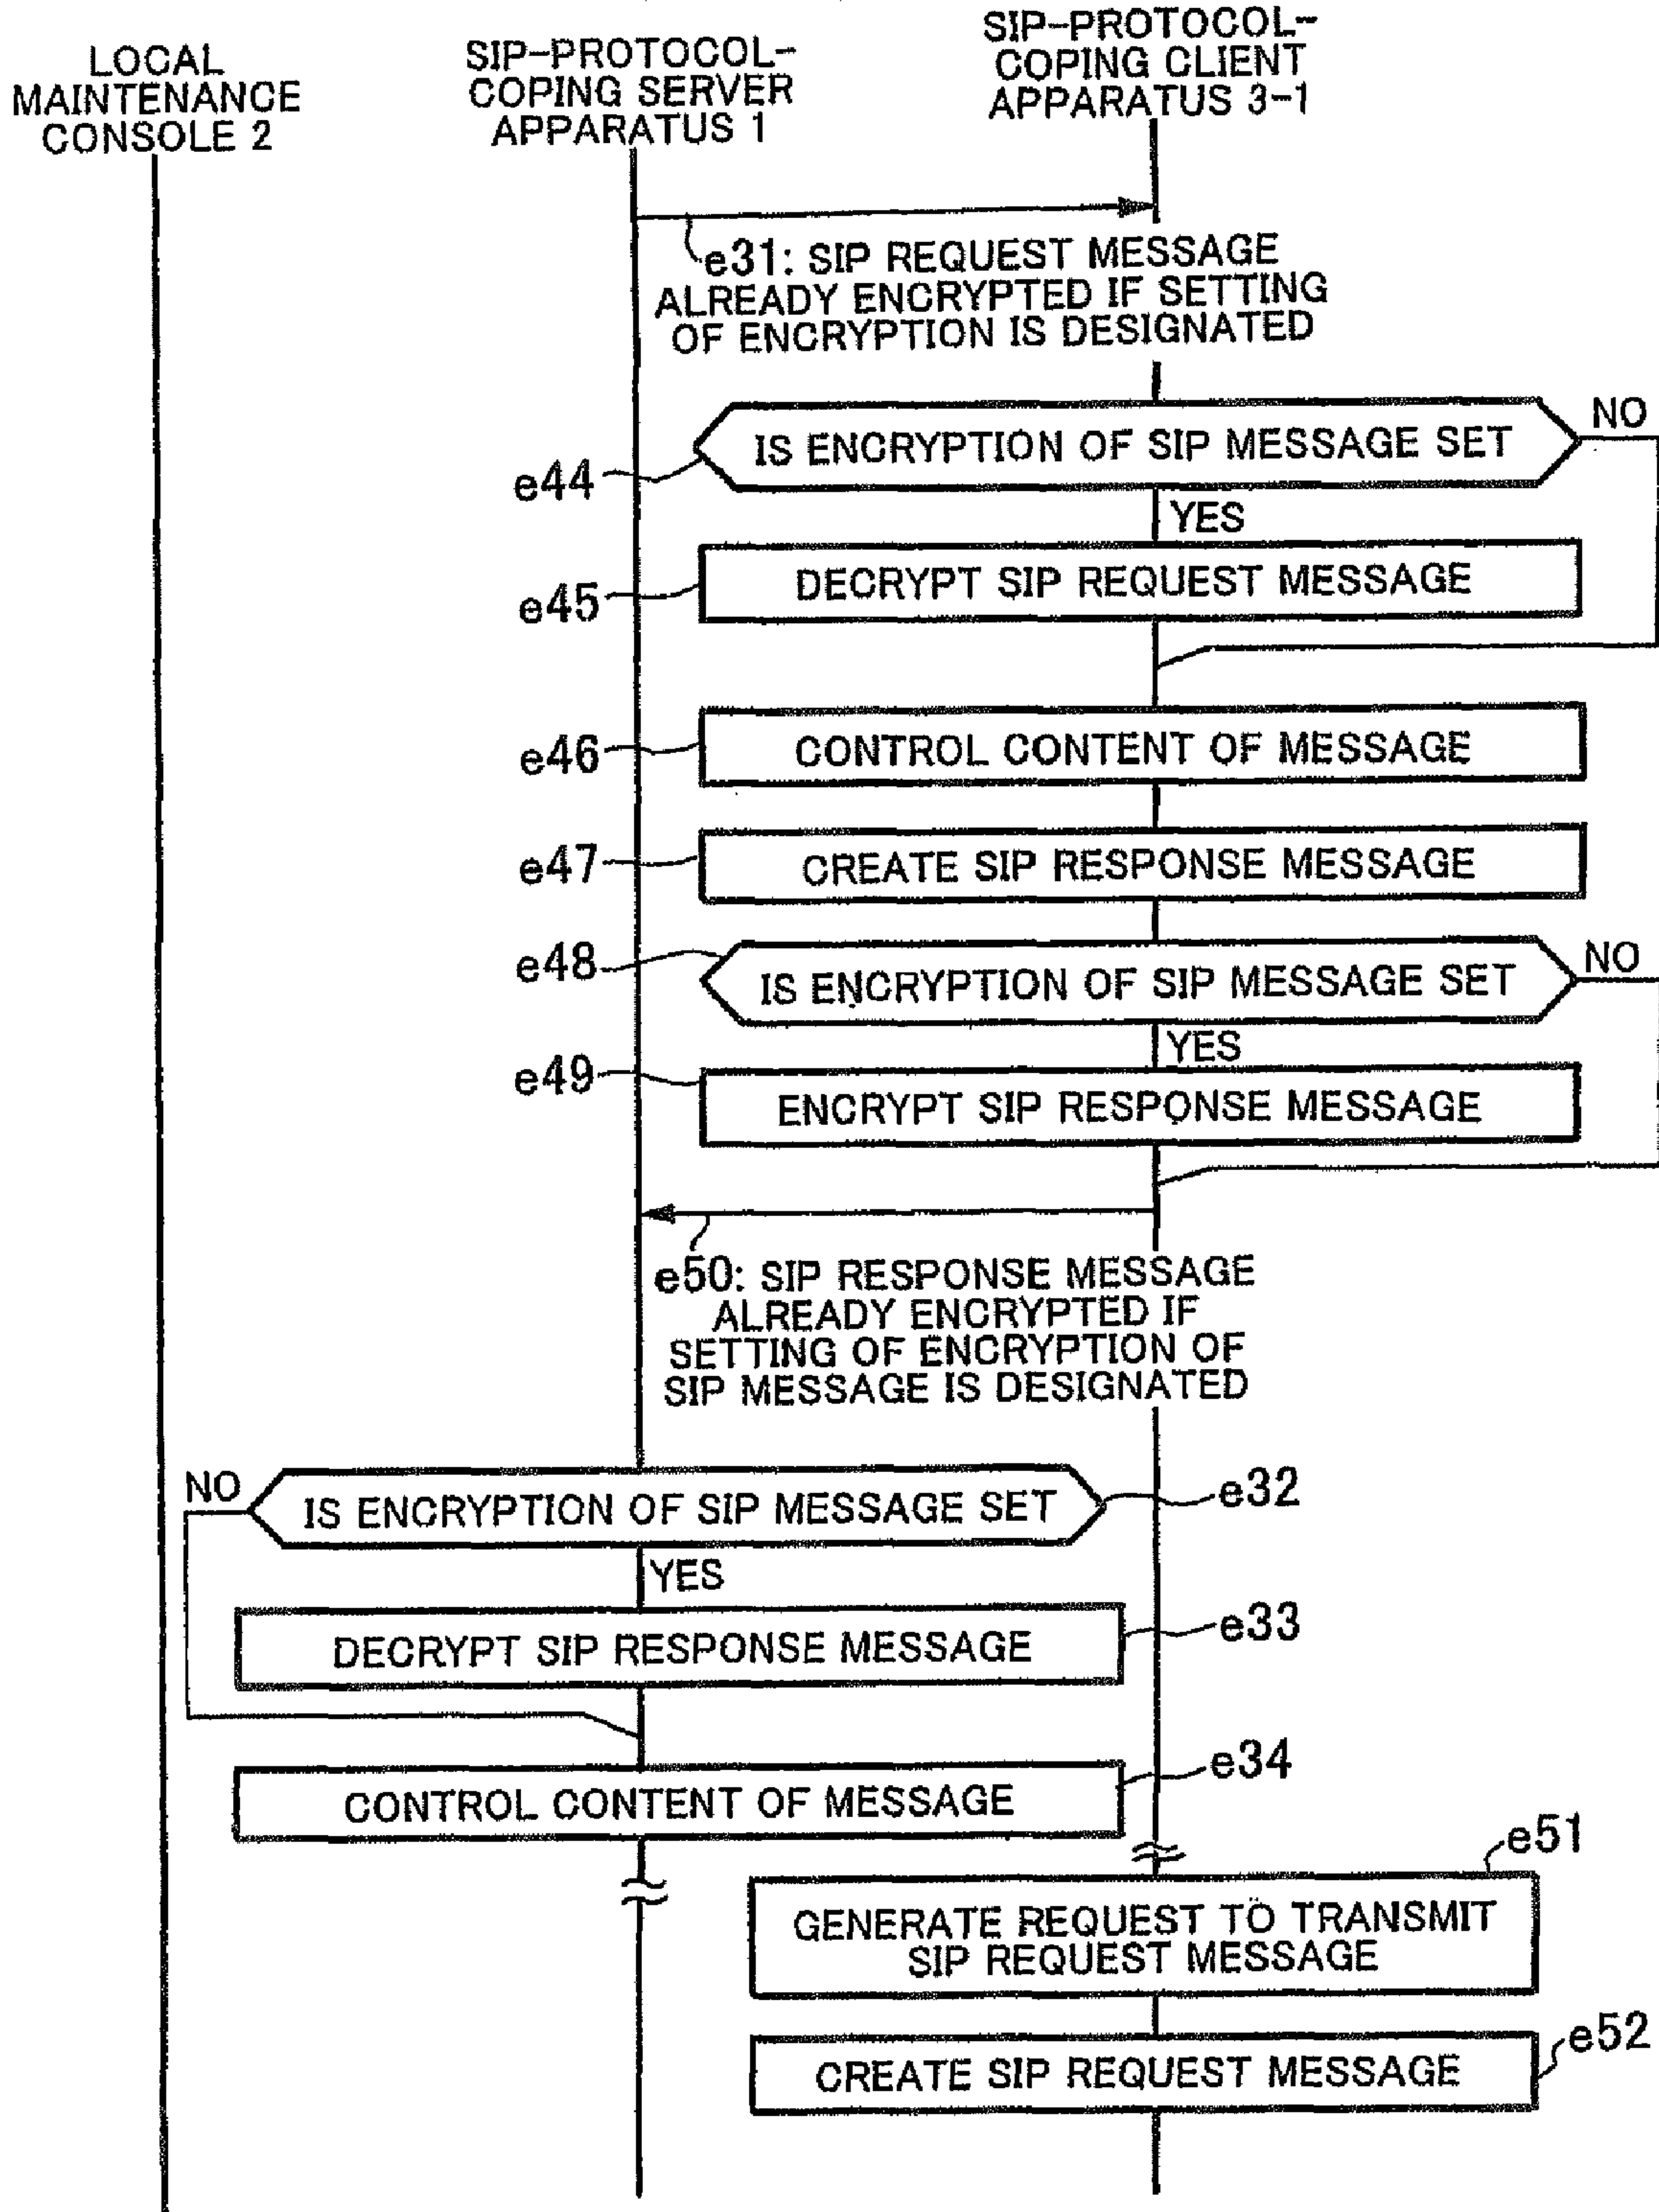 LOCAL
MAINTENANCE
CONSOLE 2
SIP-PROTOCOL-
COPING SERVER
APPARATUS 1
SIP-PROTOCOL-
COPING CLIENT
APPARATUS 3-1
e31: SIP REQUEST MESSAGE
ALREADY ENCRYPTED IF SETTING
OF ENCRYPTION IS DESIGNATED
IS ENCRYPTION OF SIP MESSAGE SET
NO
e44
YES
DECRYPT SIP REQUEST MESSAGE
e45
CONTROL CONTENT OF MESSAGE
e46
CREATE SIP RESPONSE MESSAGE
e47
e48
IS ENCRYPTION OF SIP MESSAGE SET
NO
YES
e49
ENCRYPT SIP RESPONSE MESSAGE
e50: SIP RESPONSE MESSAGE
ALREADY ENCRYPTED IF
SETTING OF ENCRYPTION OF
SIP MESSAGE IS DESIGNATED
NO
IS ENCRYPTION OF SIP MESSAGE SET
e32
YES
DECRYPT SIP RESPONSE MESSAGE
e33
CONTROL CONTENT OF MESSAGE
e34
e51
GENERATE REQUEST TO TRANSMIT
SIP REQUEST MESSAGE
e52
CREATE SIP REQUEST MESSAGE